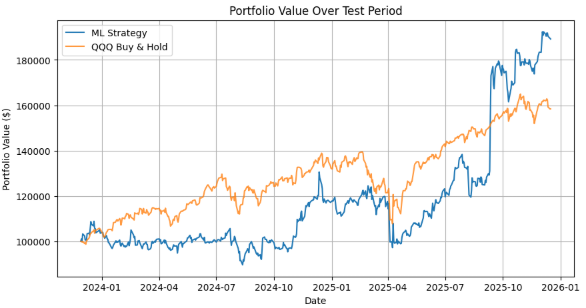 Portfolio Value Over Test Period
ML Strategy
QQQ Buy & Hold
Portfolio Value ($)
180000
160000
140000
120000
100000
2024-01
2024-04
2024-07
2024-10
2025-01
2025-04
2025-07
2025-10
2026-01
Date